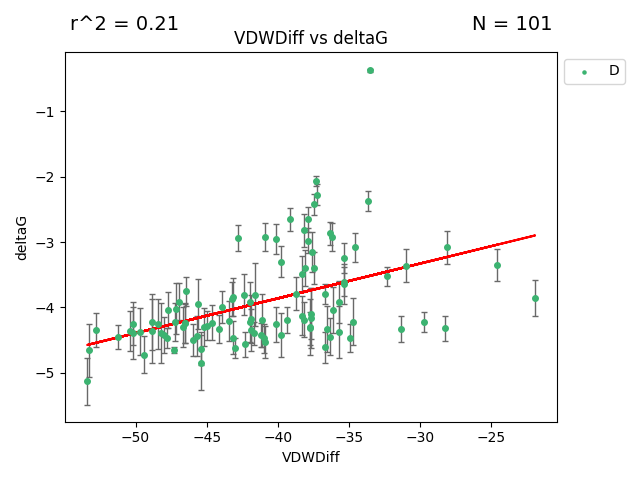 r^2 = 0.21
N = 101
VDWDiff vs deltaG
D
−1
−2
−3
−4
−5
deltaG
−50 −45 −40 −35 −30 −25
VDWDiff